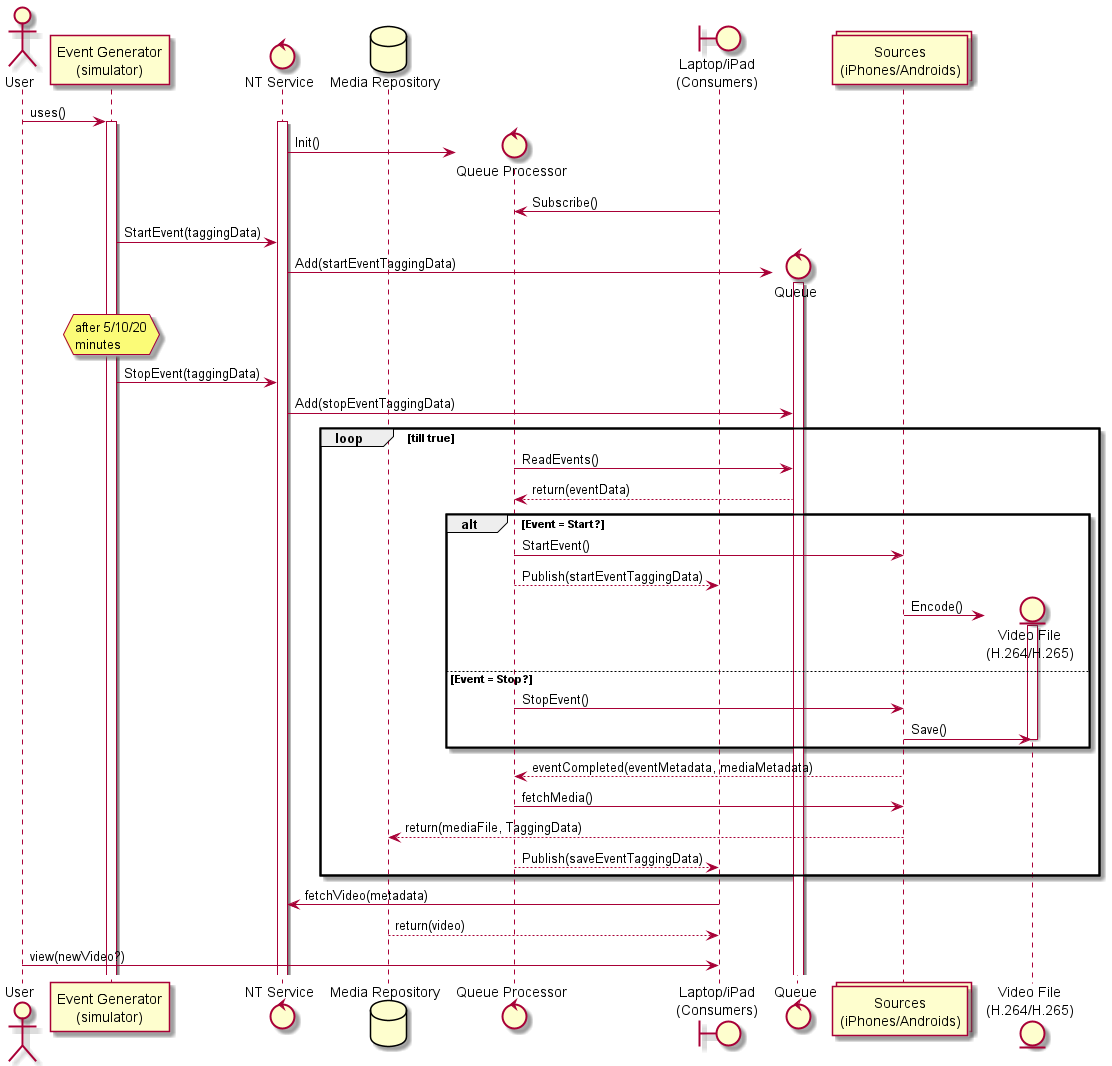 User
Event Generator
(simulator)
NT Service
Media Repository
Laptop/iPad
(Consumers)
Sources
(iPhones/Androids)
uses()
Init()
Queue Processor
Subscribe()
StartEvent(taggingData)
Add(startEventTaggingData)
Queue
after 5/10/20
minutes
StopEvent(taggingData)
Add(stopEventTaggingData)
loop [till true]
ReadEvents()
return(eventData)
alt [Event = Start?]
StartEvent()
Publish(startEventTaggingData)
Encode()
Video File
(H.264/H.265)
[Event = Stop?]
StopEvent()
Save()
eventCompleted(eventMetadata, mediaMetadata)
fetchMedia()
return(mediaFile, TaggingData)
Publish(saveEventTaggingData)
fetchVideo(metadata)
return(video)
view(newVideo?)
User
Event Generator
(simulator)
NT Service
Media Repository
Queue Processor
Laptop/iPad
(Consumers)
Queue
Sources
(iPhones/Androids)
Video File
(H.264/H.265)